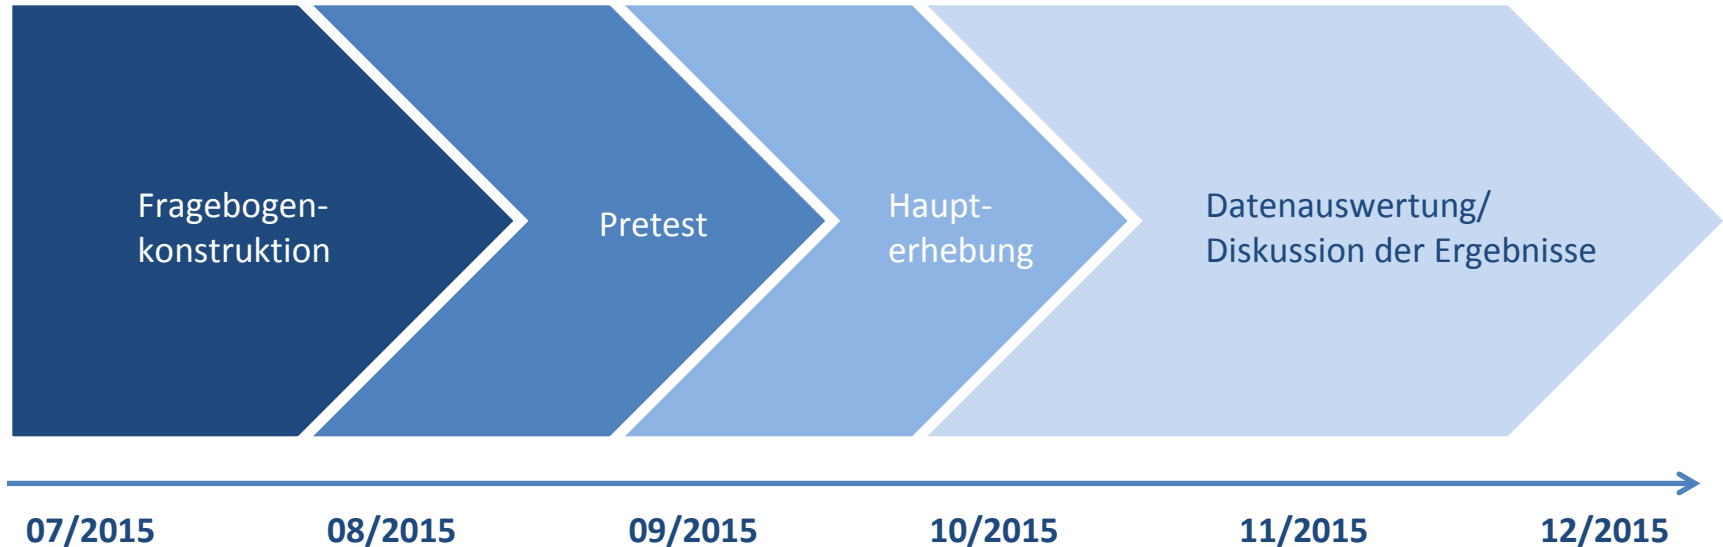 Fragebogen-
konstruktion
Pretest
Haupt-
erhebung
Datenauswertung/
Diskussion der Ergebnisse
07/2015
08/2015
09/2015
10/2015
11/2015
12/2015